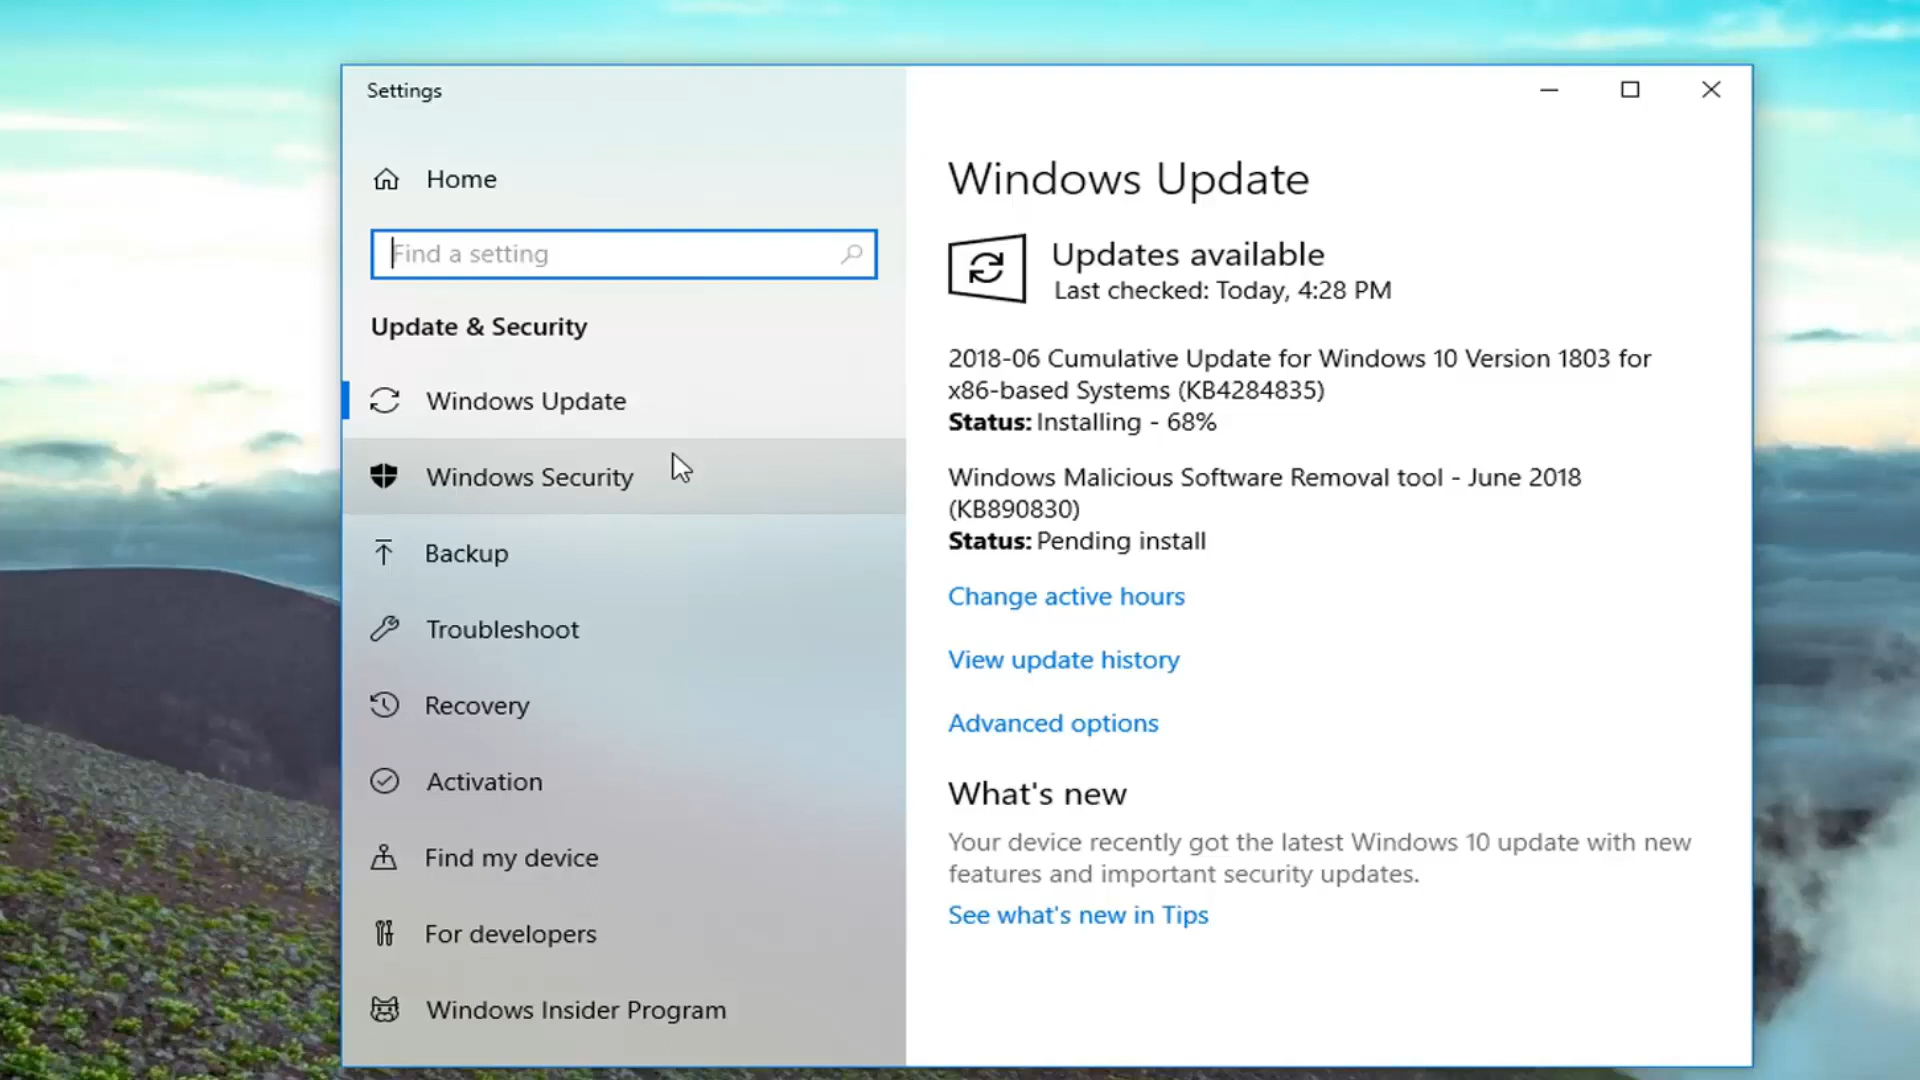 Settings
Home
Find a setting
Update & Security
Windows Update
Windows Security
Backup
Troubleshoot
Recovery
Activation
Find my device
For developers
Windows Insider Program
Windows Update
Updates available
Last checked: Today, 4:28 PM
2018-06 Cumulative Update for Windows 10 Version 1803 for
x86-based Systems (KB4284835)
Status: Installing - 68%
Windows Malicious Software Removal tool - June 2018
(KB890830)
Status: Pending install
Change active hours
View update history
Advanced options
What's new
Your device recently got the latest Windows 10 update with new
features and important security updates.
See what's new in Tips